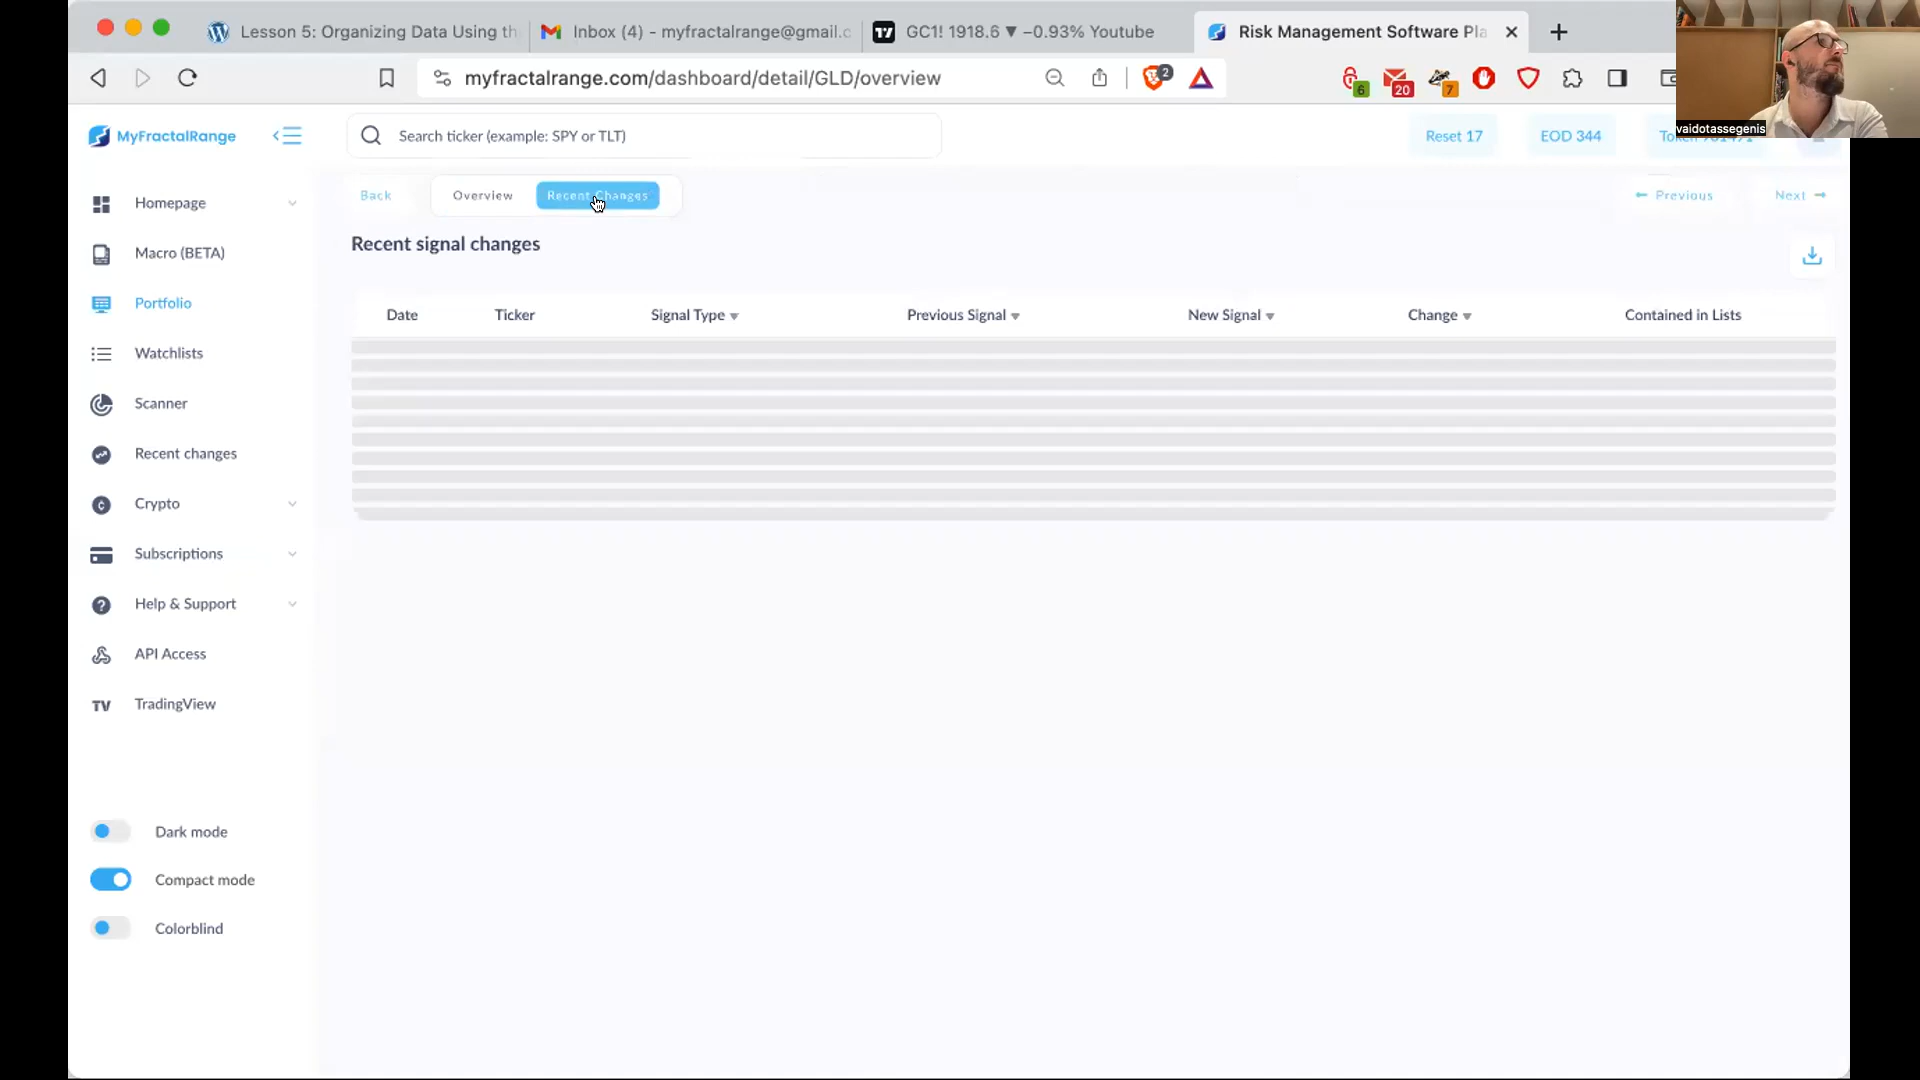 Lesson 5: Organizing Data Using th
Inbox (4) - myfractalrange@gmail.c
GC1! 1918.6 ▼ −0.93% Youtube
Risk Management Software Pla
myfractalrange.com/dashboard/detail/GLD/overview
2
6
20
7
vaidotassegenis
MyFractalRange
Search ticker (example: SPY or TLT)
Reset 17
EOD 344
Back
Overview
Recent Changes
Previous
Next
Recent signal changes
Date
Ticker
Signal Type
Previous Signal
New Signal
Change
Contained in Lists
Homepage
Macro (BETA)
Portfolio
Watchlists
Scanner
Recent changes
Crypto
Subscriptions
Help & Support
API Access
TV
TradingView
Dark mode
Compact mode
Colorblind